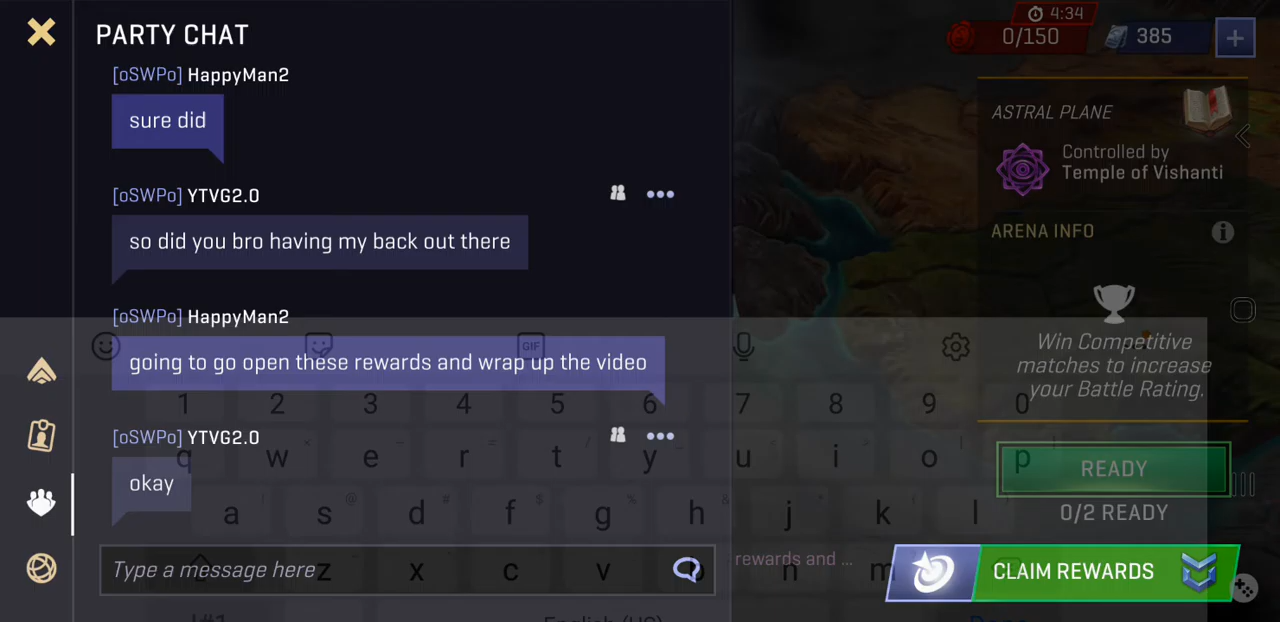 PARTY CHAT
[oSWPo] HappyMan2
sure did
[oSWPo] YTVG2.0
so did you bro having my back out there
[oSWPo] HappyMan2
going to go open these rewards and wrap up the video
[oSWPo] YTVG2.0
okay
Type a message here
4:34
0/150
385
+
ASTRAL PLANE
Controlled by
Temple of Vishanti
ARENA INFO
Win Competitive
matches to increase
your Battle Rating.
READY
0/2 READY
rewards and ...
CLAIM REWARDS
GIF
1 2 3 4 5 6 7 8 9 0
q w e r t y u i o p
a s d f g h j k l
z x c v b n m
English (US)